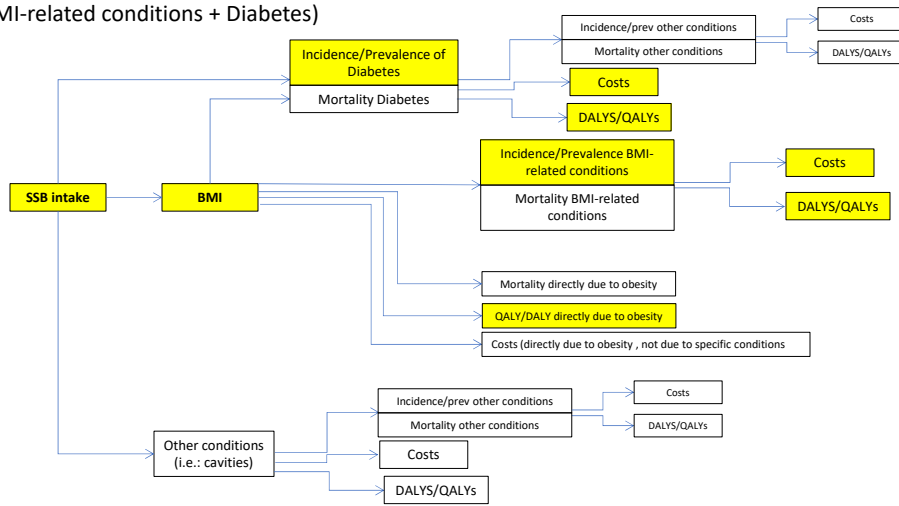 MI-related conditions + Diabetes)
Incidence/prev other conditions
Mortality other conditions
Costs
DALYS/QALYs
Incidence/Prevalence of
Diabetes
Mortality Diabetes
Costs
DALYS/QALYs
Incidence/Prevalence BMI-
related conditions
Mortality BMI-related
conditions
Costs
DALYS/QALYs
SSB intake
BMI
Mortality directly due to obesity
QALY/DALY directly due to obesity
Costs (directly due to obesity , not due to specific conditions
Incidence/prev other conditions
Mortality other conditions
Costs
DALYS/QALYs
Other conditions
(i.e.: cavities)
Costs
DALYS/QALYs